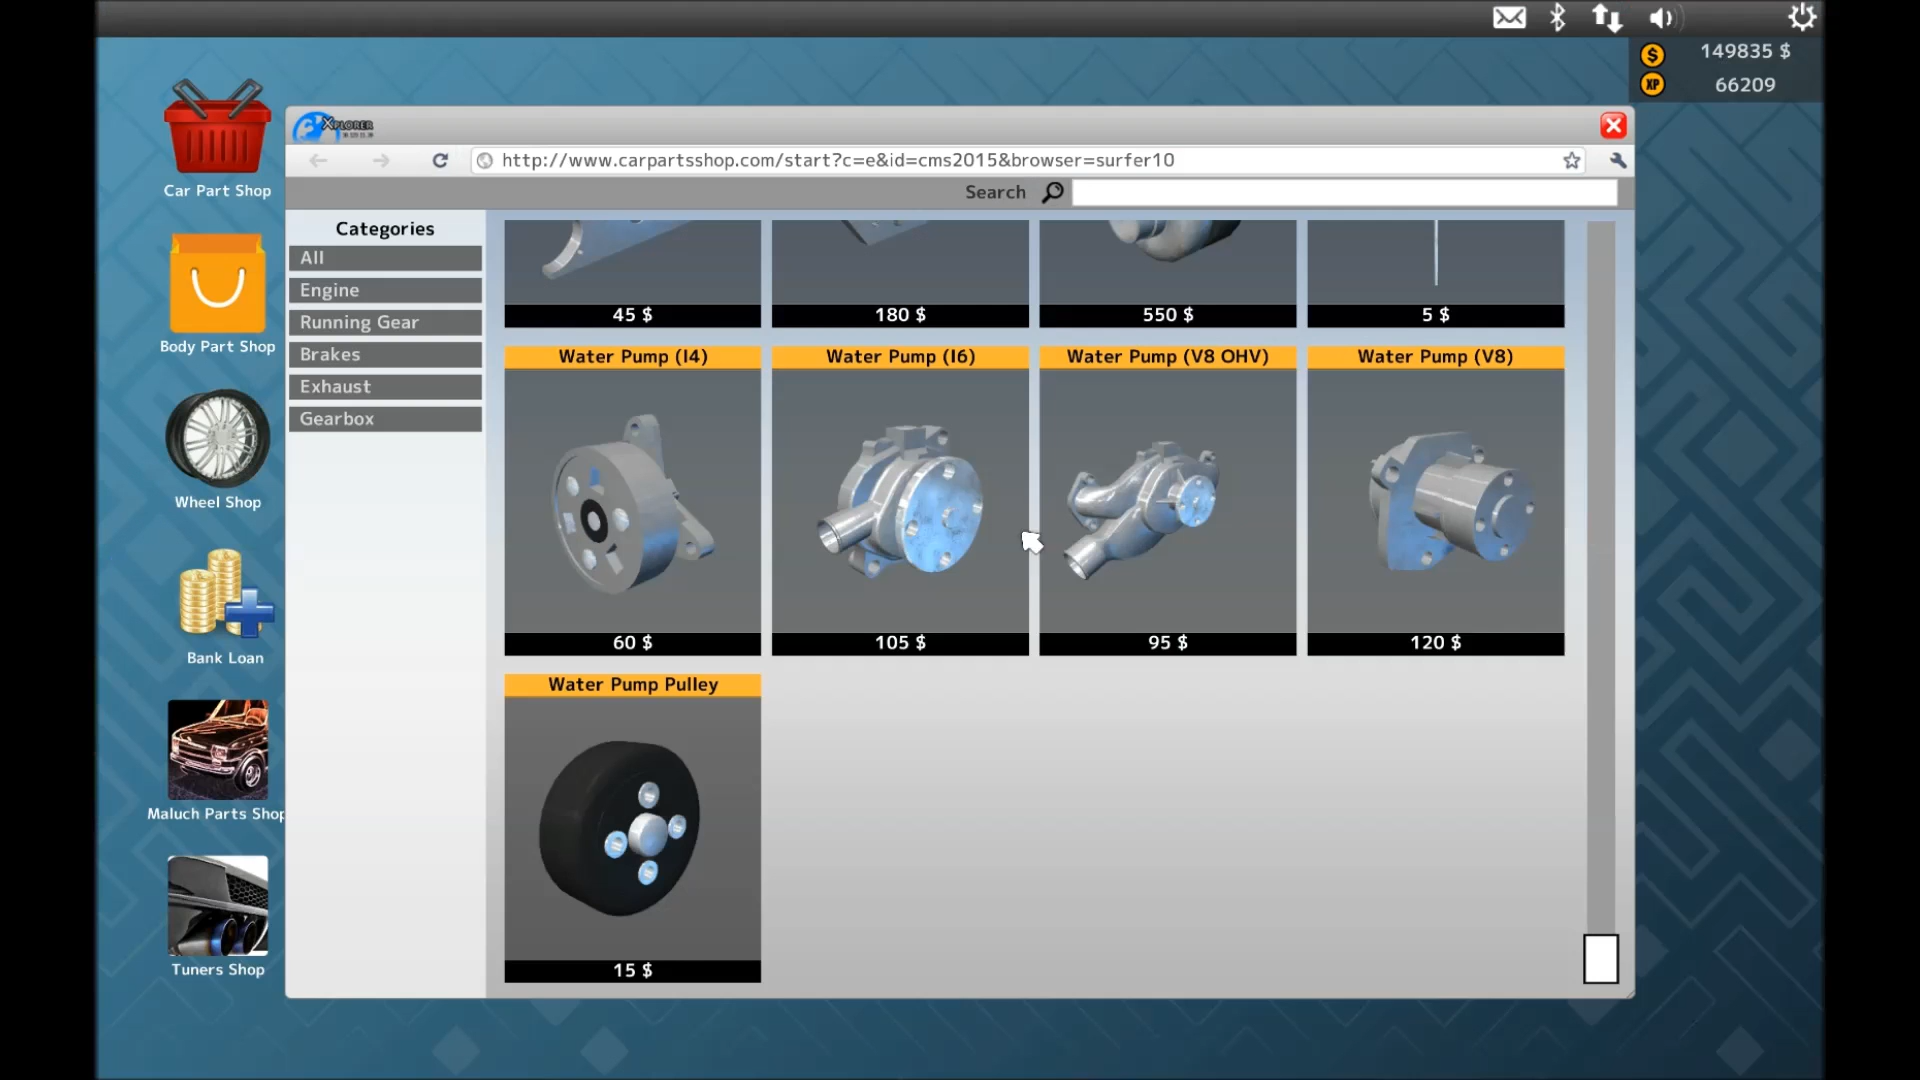 149835 $
XP
66209
XPLORER
http://www.carpartsshop.com/start?c=e&id=cms2015&browser=surfer10
Search
Car Part Shop
Body Part Shop
Wheel Shop
Bank Loan
Maluch Parts Shop
Tuners Shop
Categories
All
Engine
Running Gear
Brakes
Exhaust
Gearbox
45 $
180 $
550 $
5 $
Water Pump (I4)
Water Pump (I6)
Water Pump (V8 OHV)
Water Pump (V8)
60 $
105 $
95 $
120 $
Water Pump Pulley
15 $